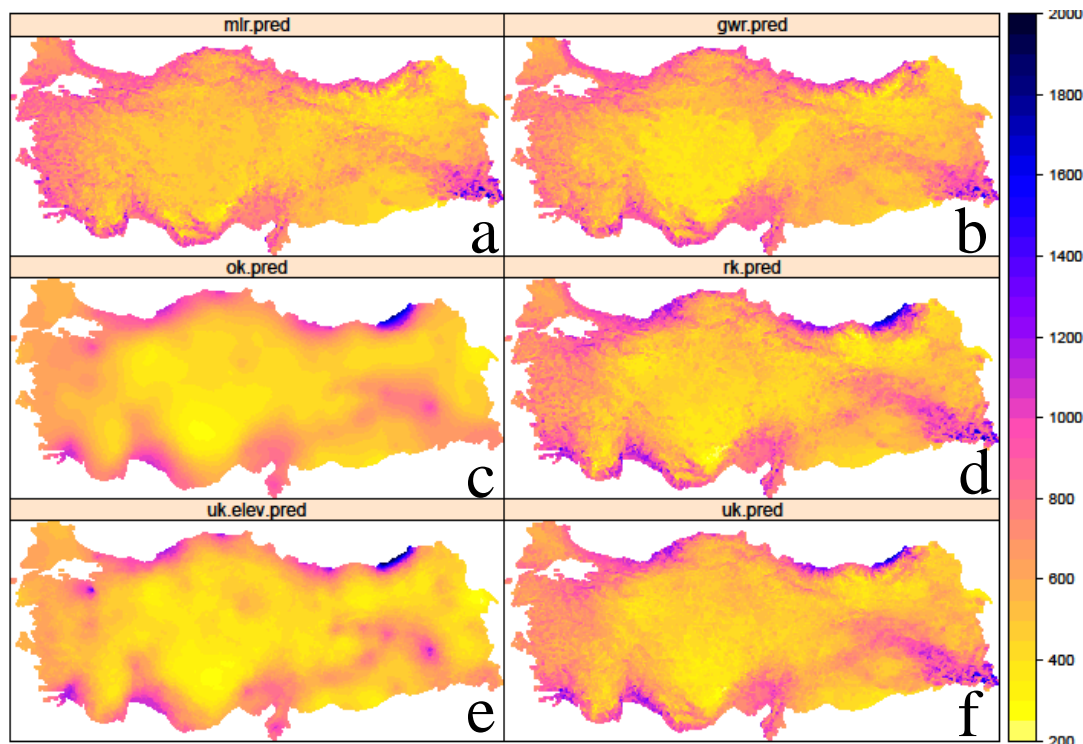 mlr.pred
gwr.pred
a
b
ok.pred
rk.pred
c
d
uk.elev.pred
uk.pred
e
f
2000
1800
1600
1400
1200
1000
800
600
400
200